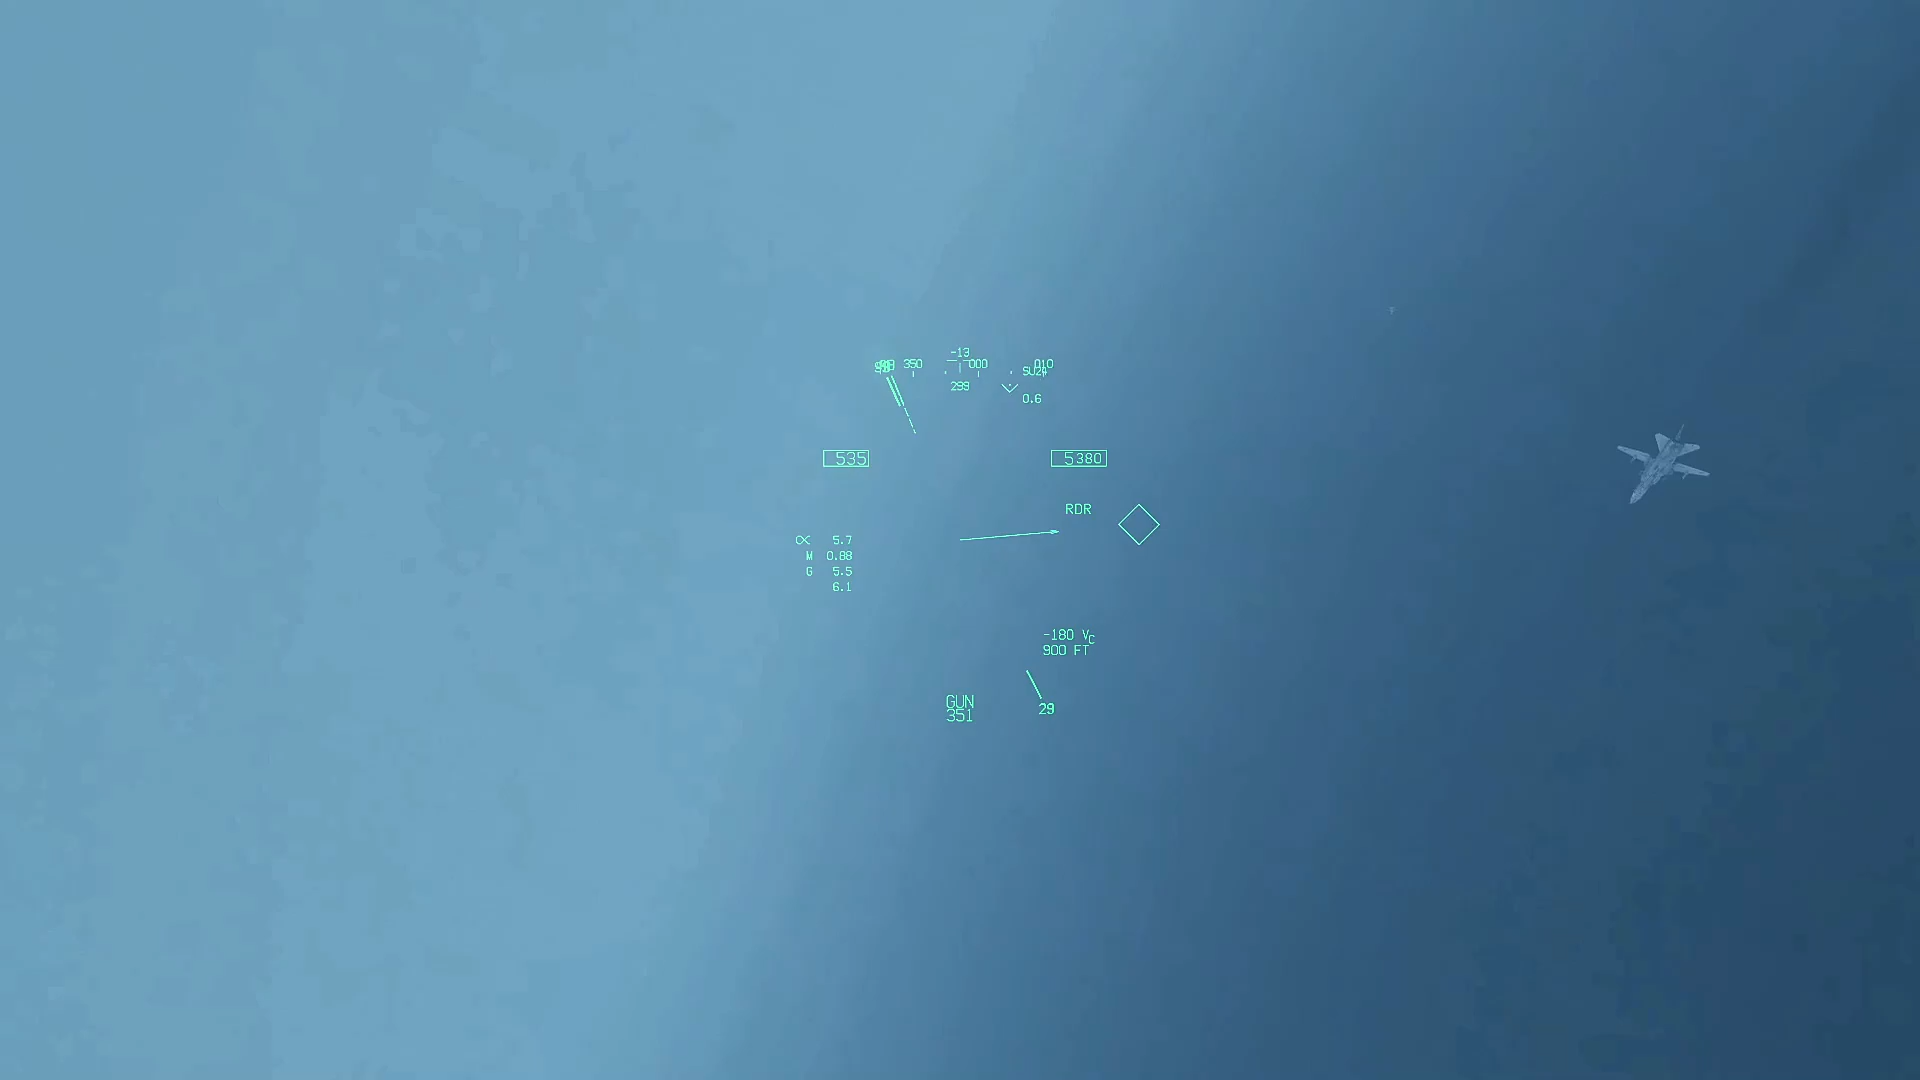 -13
350 000 010
SU24
299
0.6
535 5380
RDR
α 5.7
M 0.88
G 5.5
6.1
-180 VC
900 FT
GUN
351
29